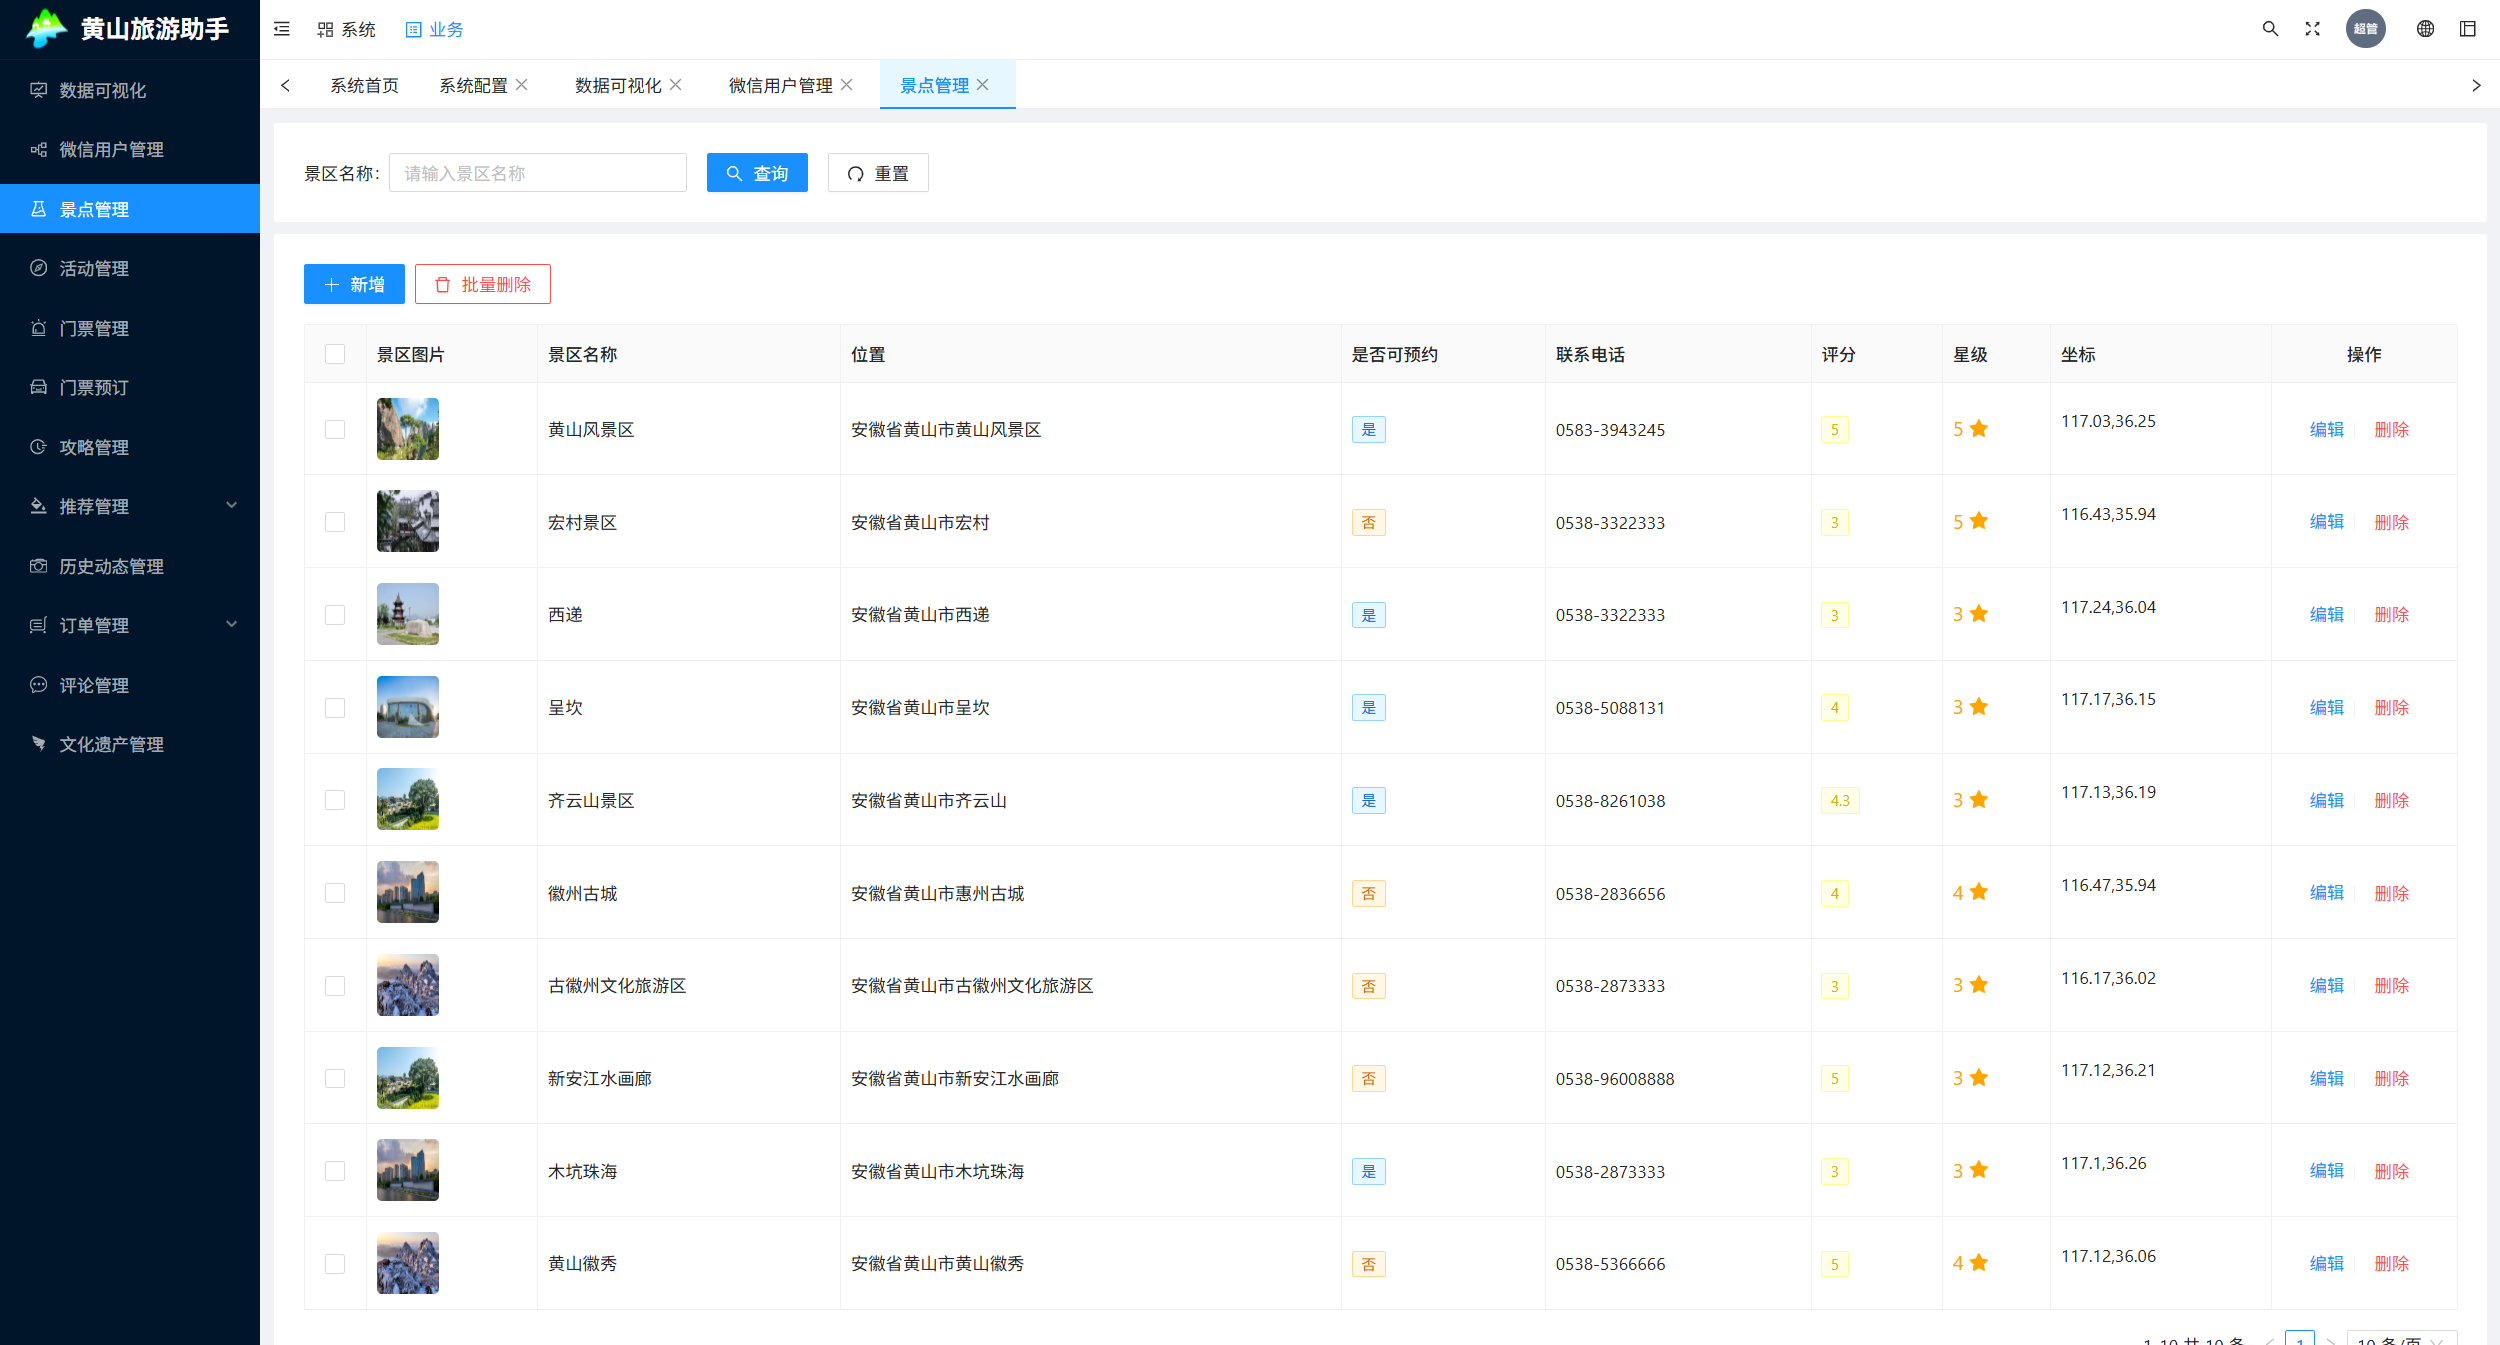 黄山旅游助手
系统 业务 超管
系统首页 系统配置 数据可视化 微信用户管理 景点管理
数据可视化
微信用户管理
景点管理
活动管理
门票管理
门票预订
攻略管理
推荐管理
历史动态管理
订单管理
评论管理
文化遗产管理
景区名称: 请输入景区名称 查询 重置
新增 批量删除
景区图片 景区名称 位置 是否可预约 联系电话 评分 星级 坐标 操作
黄山风景区 安徽省黄山市黄山风景区 是 0583-3943245 5 5 117.03,36.25 编辑 删除
宏村景区 安徽省黄山市宏村 否 0538-3322333 3 5 116.43,35.94 编辑 删除
西递 安徽省黄山市西递 是 0538-3322333 3 3 117.24,36.04 编辑 删除
呈坎 安徽省黄山市呈坎 是 0538-5088131 4 3 117.17,36.15 编辑 删除
齐云山景区 安徽省黄山市齐云山 是 0538-8261038 4.3 3 117.13,36.19 编辑 删除
徽州古城 安徽省黄山市惠州古城 否 0538-2836656 4 4 116.47,35.94 编辑 删除
古徽州文化旅游区 安徽省黄山市古徽州文化旅游区 否 0538-2873333 3 3 116.17,36.02 编辑 删除
新安江水画廊 安徽省黄山市新安江水画廊 否 0538-96008888 5 3 117.12,36.21 编辑 删除
木坑珠海 安徽省黄山市木坑珠海 是 0538-2873333 3 3 117.1,36.26 编辑 删除
黄山徽秀 安徽省黄山市黄山徽秀 否 0538-5366666 5 4 117.12,36.06 编辑 删除
1-10 共 10 条 1 10 条/页